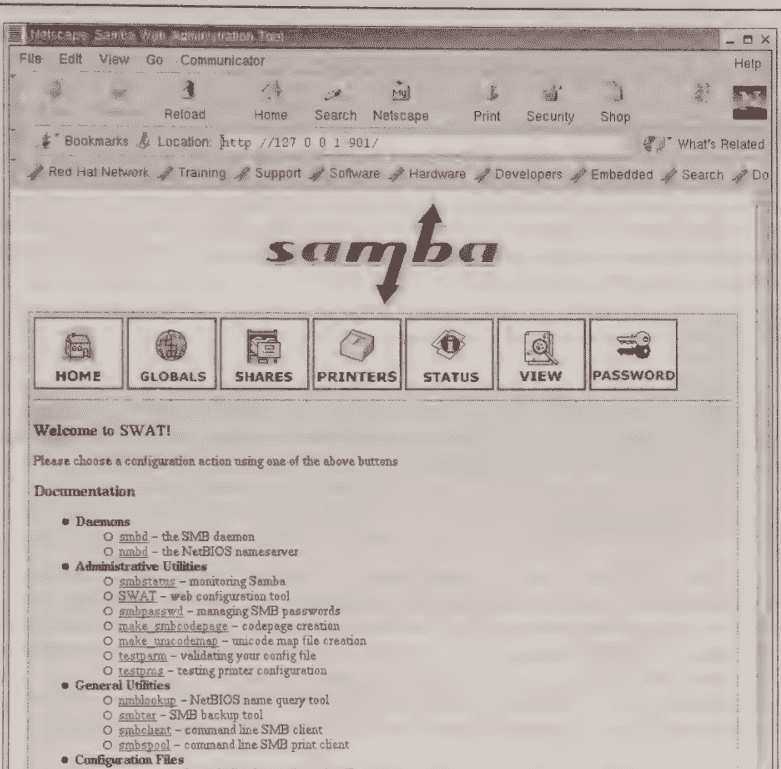 Netscape Samba Web Administration Tool
File Edit View Go Communicator Help
Reload Home Search Netscape Print Security Shop
My
Bookmarks Location: http //127 0 0 1 901/ What's Related
Red Hat Network Training Support Software Hardware Developers Embedded Search Do
samba
HOME GLOBALS SHARES PRINTERS STATUS VIEW PASSWORD
Welcome to SWAT!
Please choose a configuration action using one of the above buttons
Documentation
Daemons
smbd – the SMB daemon
nmbd – the NetBIOS nameserver
Administrative Utilities
smbstatus – monitoring Samba
SWAT – web configuration tool
smbpasswd – managing SMB passwords
make_smbcodepage – codepage creation
make_unicodemap – unicode map file creation
testparm – validating your config file
testprns – testing printer configuration
General Utilities
nmblookup – NetBIOS name query tool
smbtar – SMB backup tool
smbclient – command line SMB client
smbspool – command line SMB print client
Configuration Files